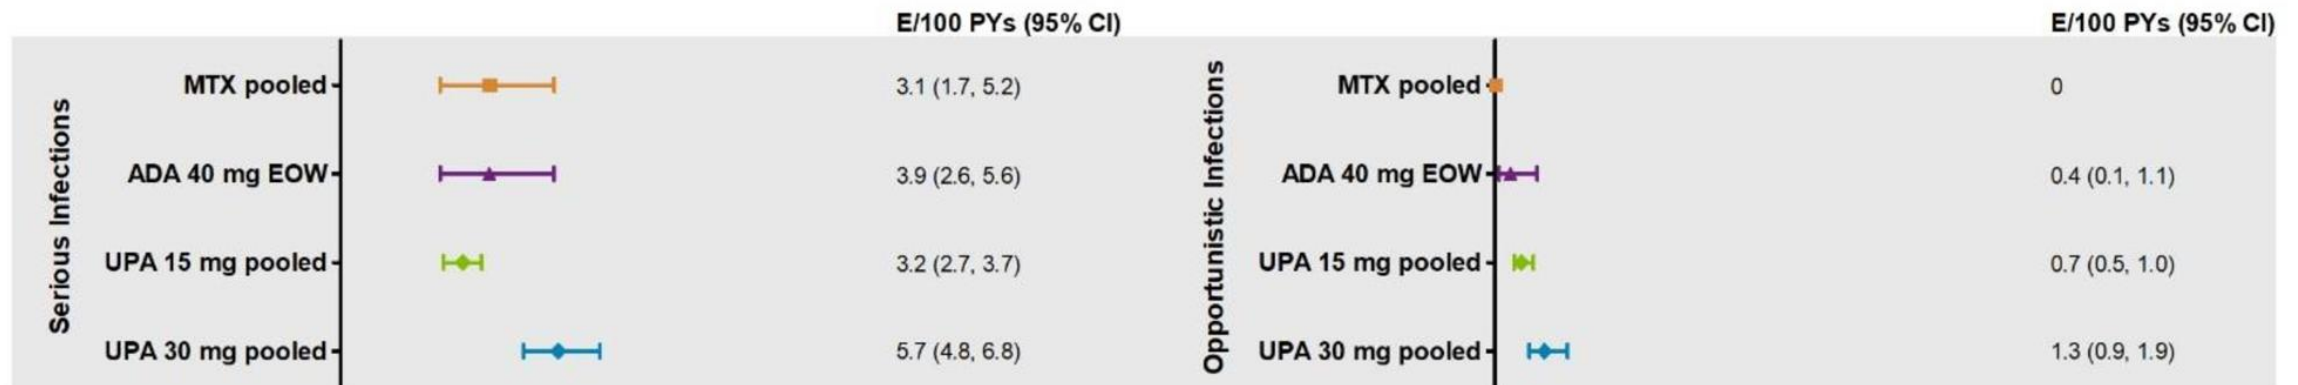 E/100 PYs (95% CI)
Serious Infections
MTX pooled 3.1 (1.7, 5.2)
ADA 40 mg EOW 3.9 (2.6, 5.6)
UPA 15 mg pooled 3.2 (2.7, 3.7)
UPA 30 mg pooled 5.7 (4.8, 6.8)
E/100 PYs (95% CI)
Opportunistic Infections
MTX pooled 0
ADA 40 mg EOW 0.4 (0.1, 1.1)
UPA 15 mg pooled 0.7 (0.5, 1.0)
UPA 30 mg pooled 1.3 (0.9, 1.9)